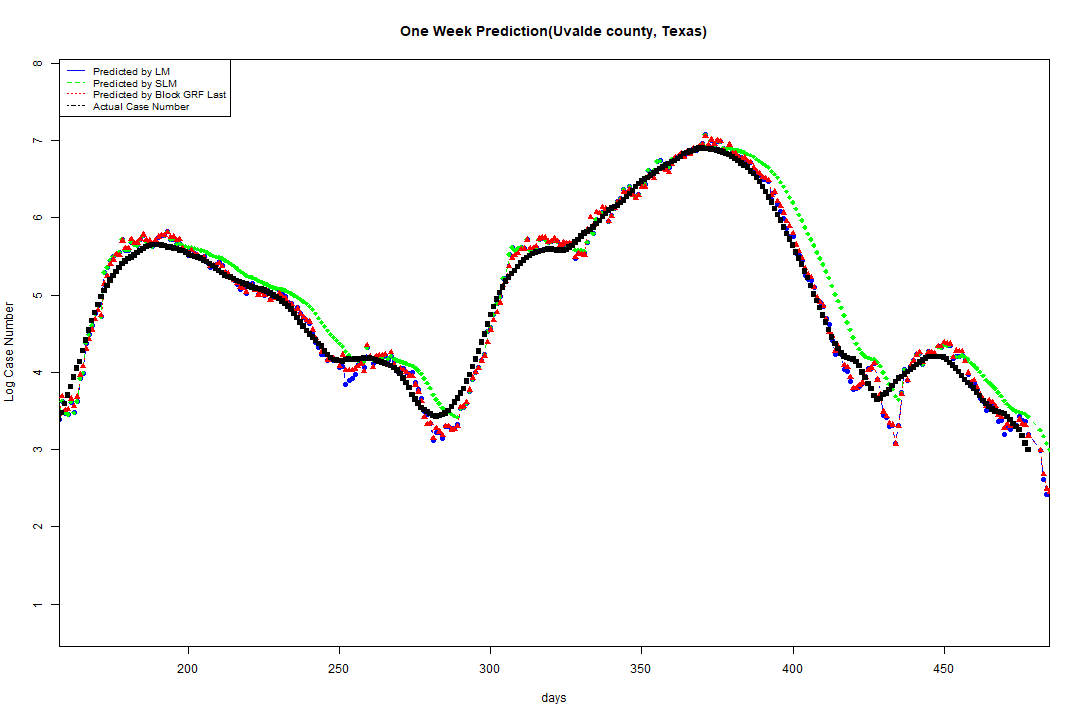 One Week Prediction(Uvalde county, Texas)
Predicted by LM
Predicted by SLM
Predicted by Block GRF Last
Actual Case Number
8
7
6
5
4
3
2
1
Log Case Number
200 250 300 350 400 450
days